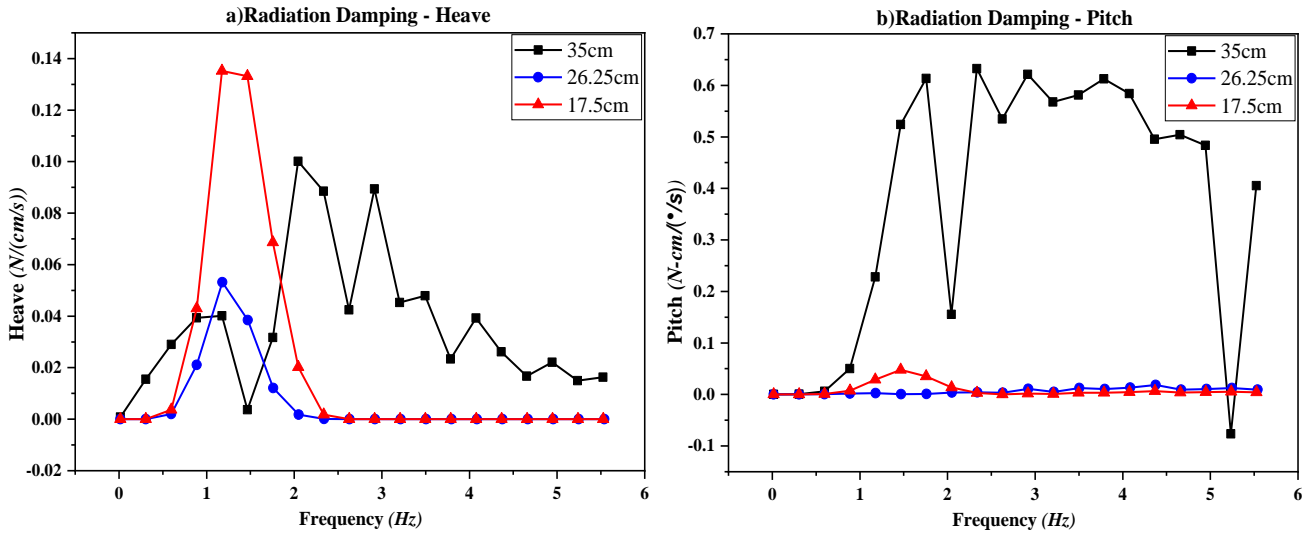 a)Radiation Damping - Heave
35cm
26.25cm
17.5cm
0.14
0.12
0.10
0.08
0.06
0.04
0.02
0.00
-0.02
Heave (N/(cm/s))
0 1 2 3 4 5 6
Frequency (Hz)
b)Radiation Damping - Pitch
35cm
26.25cm
17.5cm
0.7
0.6
0.5
0.4
0.3
0.2
0.1
0.0
-0.1
Pitch (N-cm/(°/s))
0 1 2 3 4 5 6
Frequency (Hz)